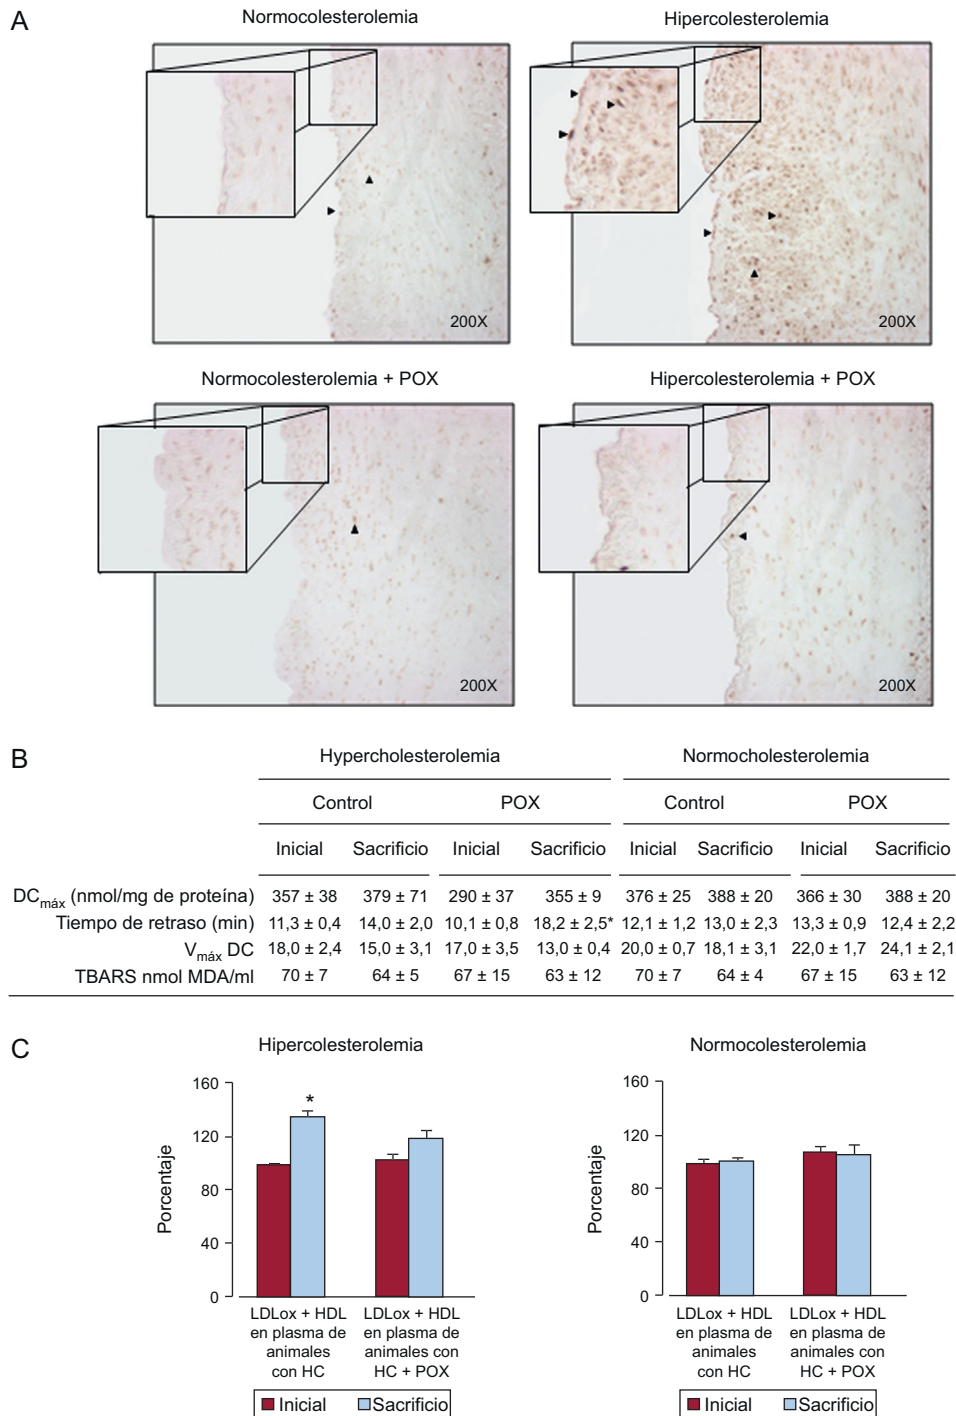 A
Normocolesterolemia
Hipercolesterolemia
200X
200X
Normocolesterolemia + POX
Hipercolesterolemia + POX
200X
200X
B
Hypercholesterolemia Normocholesterolemia
Control POX Control POX
Inicial Sacrificio Inicial Sacrificio Inicial Sacrificio Inicial Sacrificio
DCmáx (nmol/mg de proteína) 357 ± 38 379 ± 71 290 ± 37 355 ± 9 376 ± 25 388 ± 20 366 ± 30 388 ± 20
Tiempo de retraso (min) 11,3 ± 0,4 14,0 ± 2,0 10,1 ± 0,8 18,2 ± 2,5* 12,1 ± 1,2 13,0 ± 2,3 13,3 ± 0,9 12,4 ± 2,2
Vmáx DC 18,0 ± 2,4 15,0 ± 3,1 17,0 ± 3,5 13,0 ± 0,4 20,0 ± 0,7 18,1 ± 3,1 22,0 ± 1,7 24,1 ± 2,1
TBARS nmol MDA/ml 70 ± 7 64 ± 5 67 ± 15 63 ± 12 70 ± 7 64 ± 4 67 ± 15 63 ± 12
C
Hipercolesterolemia
Porcentaje
160
120
80
40
0
*
LDLox + HDL
en plasma de
animales
con HC
LDLox + HDL
en plasma de
animales con
HC + POX
Inicial Sacrificio
Normocolesterolemia
Porcentaje
160
120
80
40
0
LDLox + HDL
en plasma de
animales
con HC
LDLox + HDL
en plasma de
animales con
HC + POX
Inicial Sacrificio